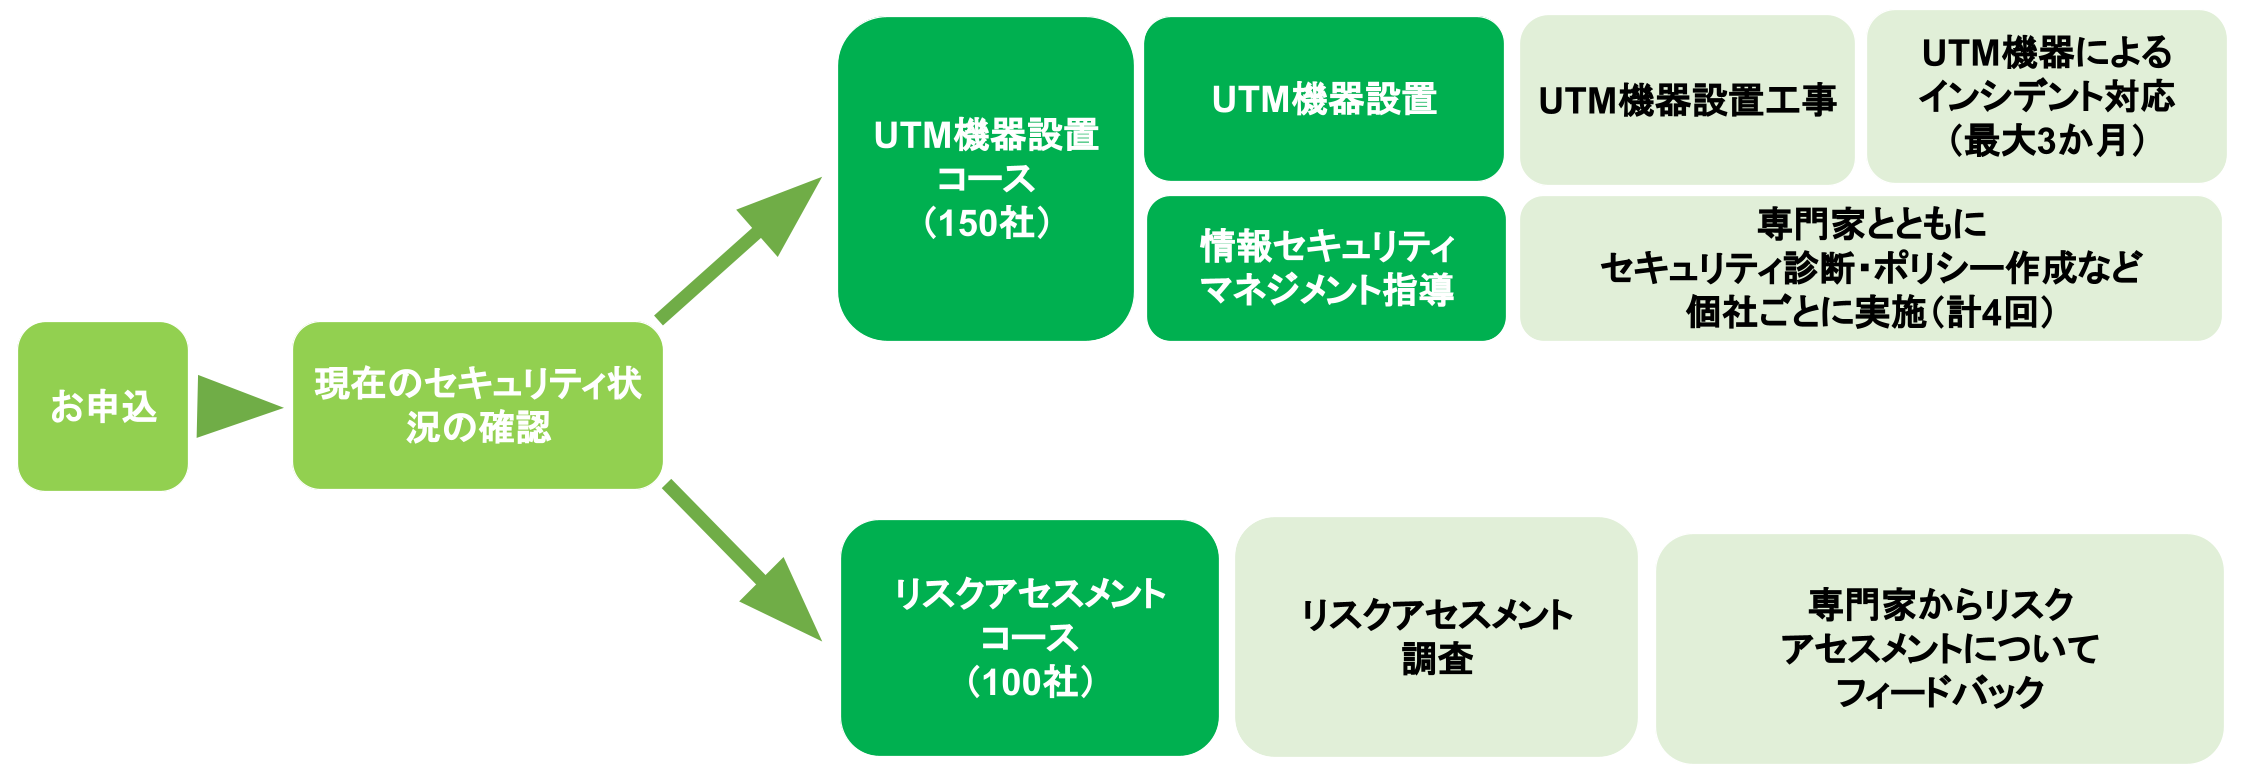 お申込
現在のセキュリティ状
況の確認
UTM機器設置
コース
（150社）
UTM機器設置
UTM機器設置工事
UTM機器による
インシデント対応
（最大3か月）
情報セキュリティ
マネジメント指導
専門家とともに
セキュリティ診断・ポリシー作成など
個社ごとに実施（計4回）
リスクアセスメント
コース
（100社）
リスクアセスメント
調査
専門家からリスク
アセスメントについて
フィードバック